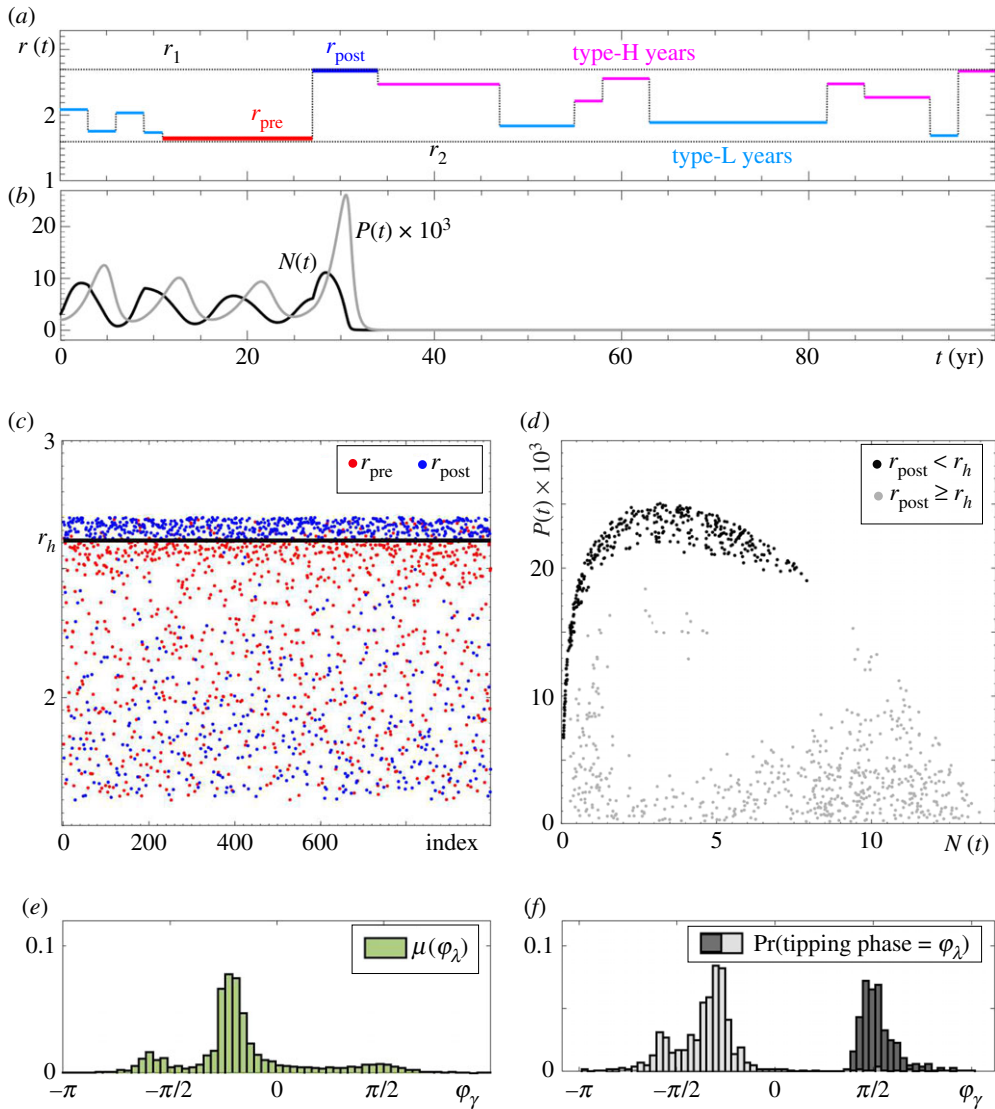 (a)
r (t)
r1
rpost
type-H years
2
rpre
r2
type-L years
1
(b)
20
P(t) × 10³
N(t)
10
0
0 20 40 60 80 t (yr)
(c)
3
rpre rpost
rh
2
0 200 400 600 index
(d)
P(t) × 10³
rpost < rh
rpost ≥ rh
20
10
0
0 5 10 N (t)
(e)
0.1
μ(φλ)
0
−π −π/2 0 π/2 φγ
(f)
0.1
Pr(tipping phase = φλ)
0
−π −π/2 0 π/2 φγ